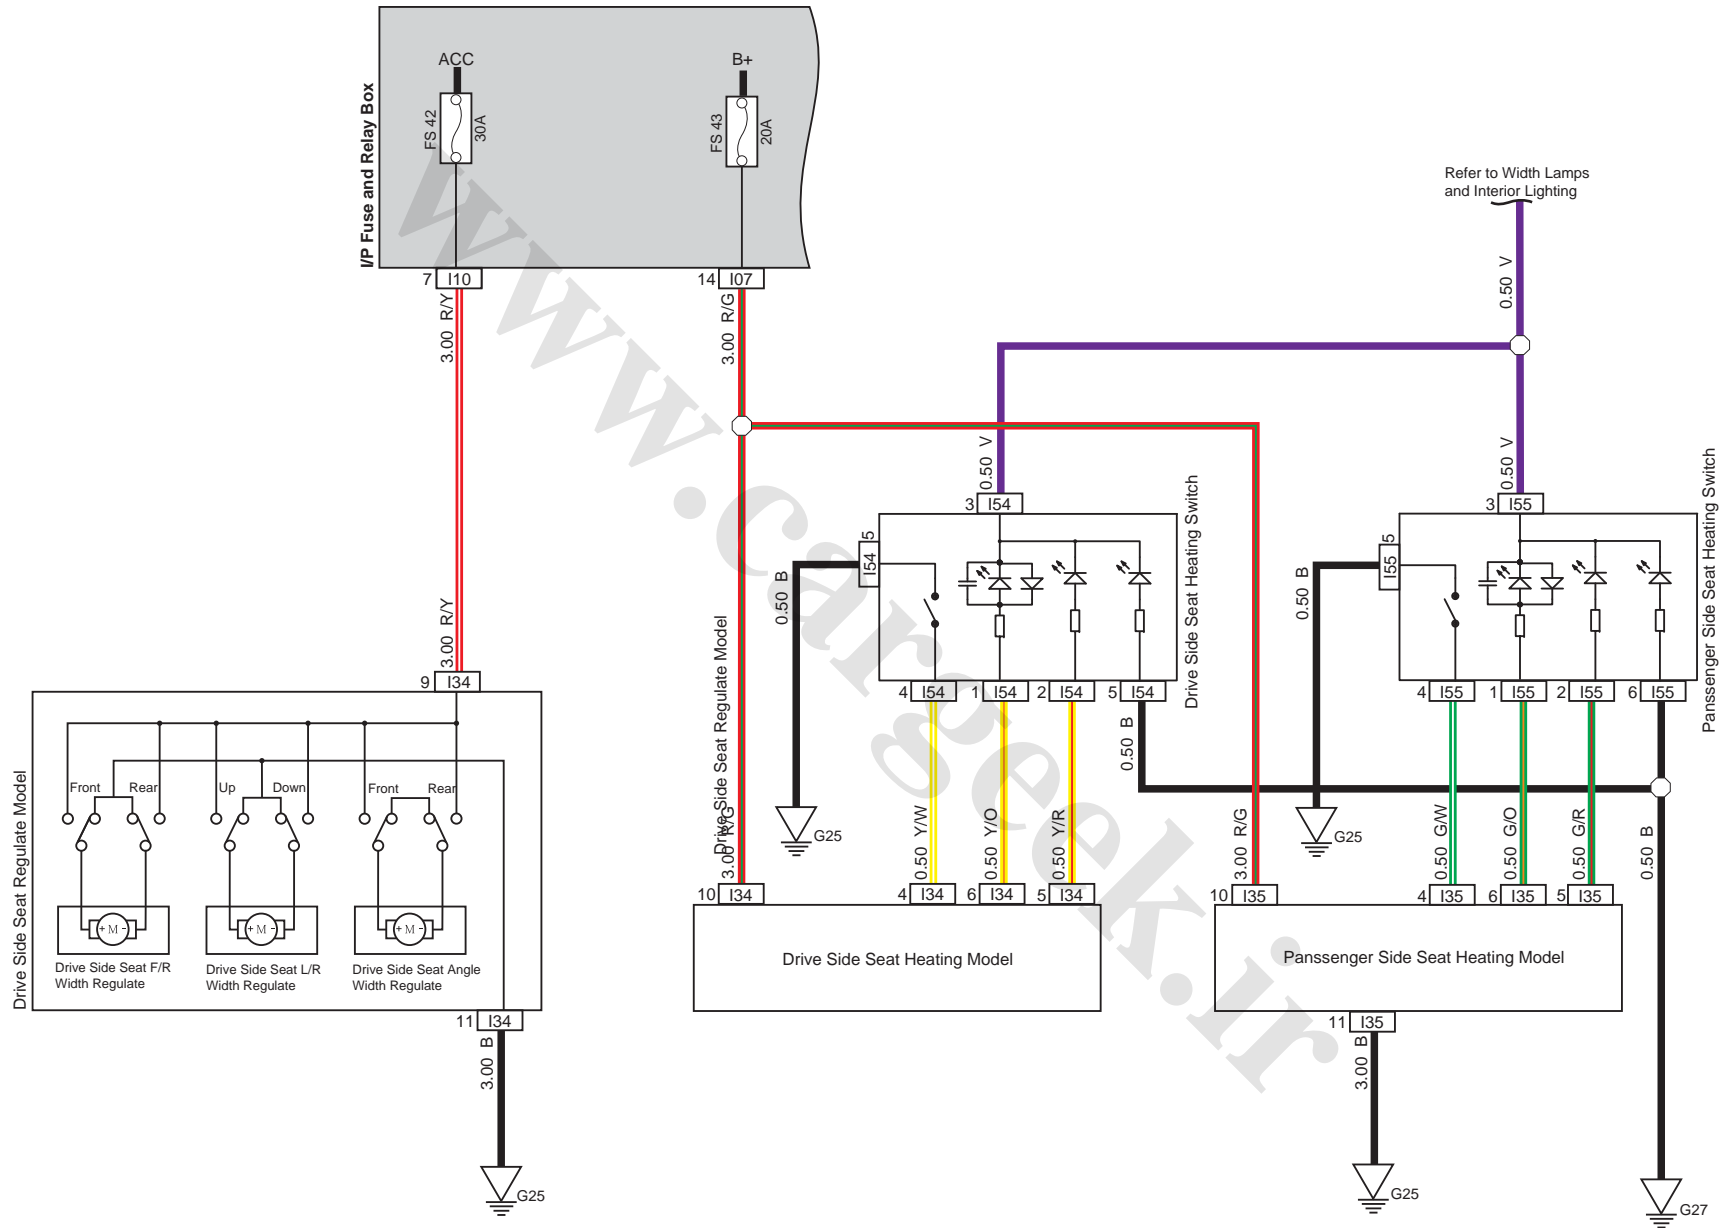 ACC
B+
FS 42
30A
FS 43
20A
I/P Fuse and Relay Box
7 I10
14 I07
3.00 R/Y
3.00 R/G
Refer to Width Lamps
and Interior Lighting
0.50 V
0.50 V
0.50 V
3 I54
3 I55
5 I54
5 I55
0.50 B
0.50 B
Drive Side Seat Heating Switch
Panssenger Side Seat Heating Switch
3.00 R/Y
9 I34
4 I54
1 I54
2 I54
5 I54
4 I55
1 I55
2 I55
6 I55
Drive Side Seat Regulate Model
Drive Side Seat Regulate Model
Front
Rear
Up
Down
Front
Rear
0.50 B
G25
G25
3.00 R/G
0.50 Y/W
0.50 Y/O
0.50 Y/R
3.00 R/G
0.50 G/W
0.50 G/O
0.50 G/R
0.50 B
10 I34
4 I34
6 I34
5 I34
10 I35
4 I35
6 I35
5 I35
+ M -
+ M -
+ M -
Drive Side Seat F/R
Width Regulate
Drive Side Seat L/R
Width Regulate
Drive Side Seat Angle
Width Regulate
Drive Side Seat Heating Model
Panssenger Side Seat Heating Model
11 I34
11 I35
3.00 B
3.00 B
G25
G25
G27
www.cargeek.ir